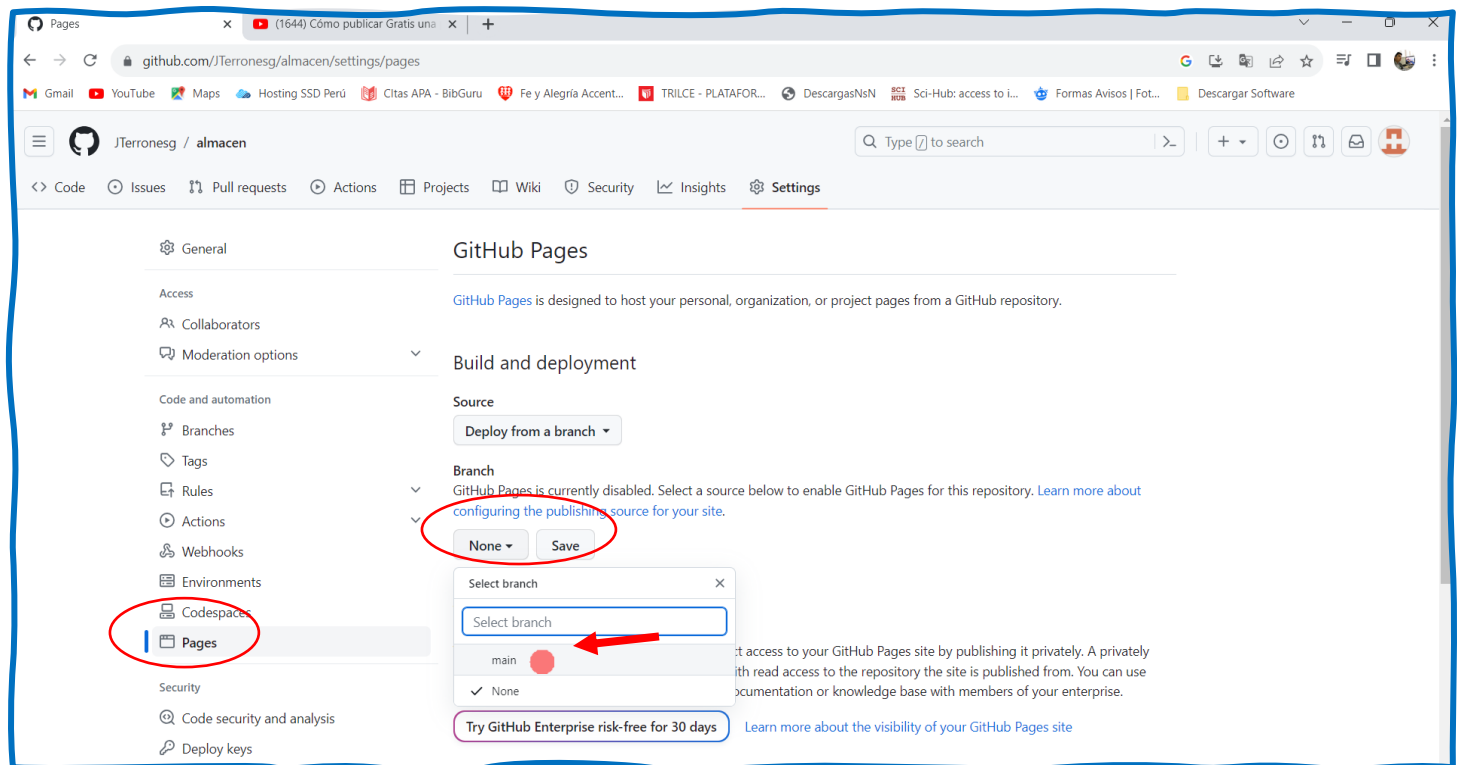 Pages
(1644) Cómo publicar Gratis una
github.com/JTerronesg/almacen/settings/pages
Gmail YouTube Maps Hosting SSD Perú CItas APA - BibGuru Fe y Alegría Accent... TRILCE - PLATAFOR... DescargasNsN SCI HUB Sci-Hub: access to i... Formas Avisos | Fot... Descargar Software
JTerronesg / almacen
Type / to search
Code Issues Pull requests Actions Projects Wiki Security Insights Settings
General
Access
Collaborators
Moderation options
Code and automation
Branches
Tags
Rules
Actions
Webhooks
Environments
Codespaces
Pages
Security
Code security and analysis
Deploy keys
GitHub Pages
GitHub Pages is designed to host your personal, organization, or project pages from a GitHub repository.
Build and deployment
Source
Deploy from a branch
Branch
GitHub Pages is currently disabled. Select a source below to enable GitHub Pages for this repository. Learn more about
configuring the publishing source for your site.
None Save
Select branch
Select branch
main
None
ct access to your GitHub Pages site by publishing it privately. A privately
ith read access to the repository the site is published from. You can use
ocumentation or knowledge base with members of your enterprise.
Try GitHub Enterprise risk-free for 30 days Learn more about the visibility of your GitHub Pages site